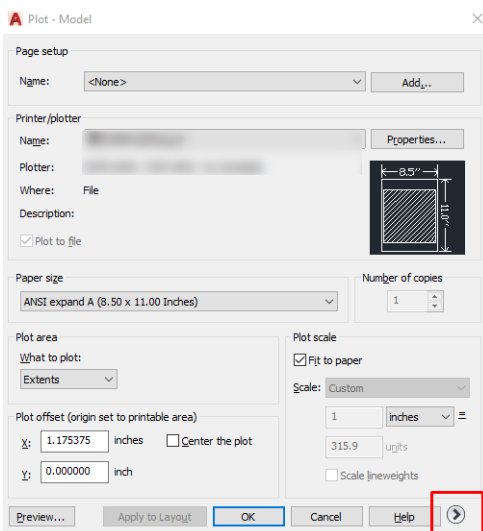 Plot - Model
Page setup
Name: <None> Add...
Printer/plotter
Name: Properties...
Plotter:
Where: File
Description:
Plot to file
8.5"
11.0"
Paper size
ANSI expand A (8.50 x 11.00 Inches)
Number of copies
1
Plot area
What to plot:
Extents
Plot scale
Fit to paper
Scale: Custom
1 inches =
315.9 units
Scale lineweights
Plot offset (origin set to printable area)
X: 1.175375 inches Center the plot
Y: 0.000000 inch
Preview... Apply to Layout OK Cancel Help